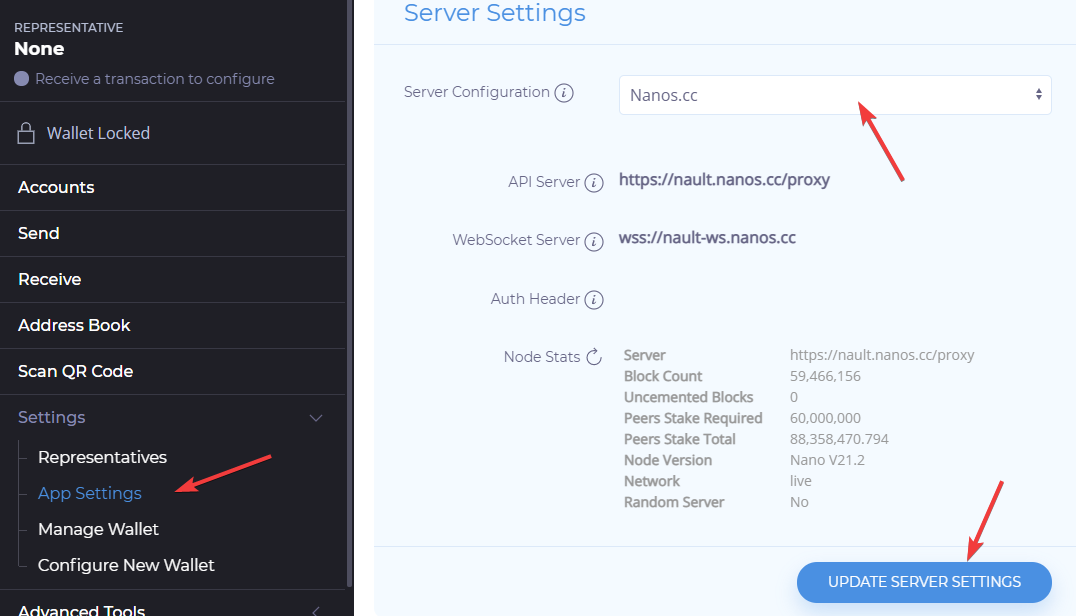 REPRESENTATIVE
None
Receive a transaction to configure
Wallet Locked
Accounts
Send
Receive
Address Book
Scan QR Code
Settings
Representatives
App Settings
Manage Wallet
Configure New Wallet
Advanced Tools
Server Settings
Server Configuration i
Nanos.cc
API Server i https://nault.nanos.cc/proxy
WebSocket Server i wss://nault-ws.nanos.cc
Auth Header i
Node Stats
Server https://nault.nanos.cc/proxy
Block Count 59,466,156
Uncemented Blocks 0
Peers Stake Required 60,000,000
Peers Stake Total 88,358,470.794
Node Version Nano V21.2
Network live
Random Server No
UPDATE SERVER SETTINGS